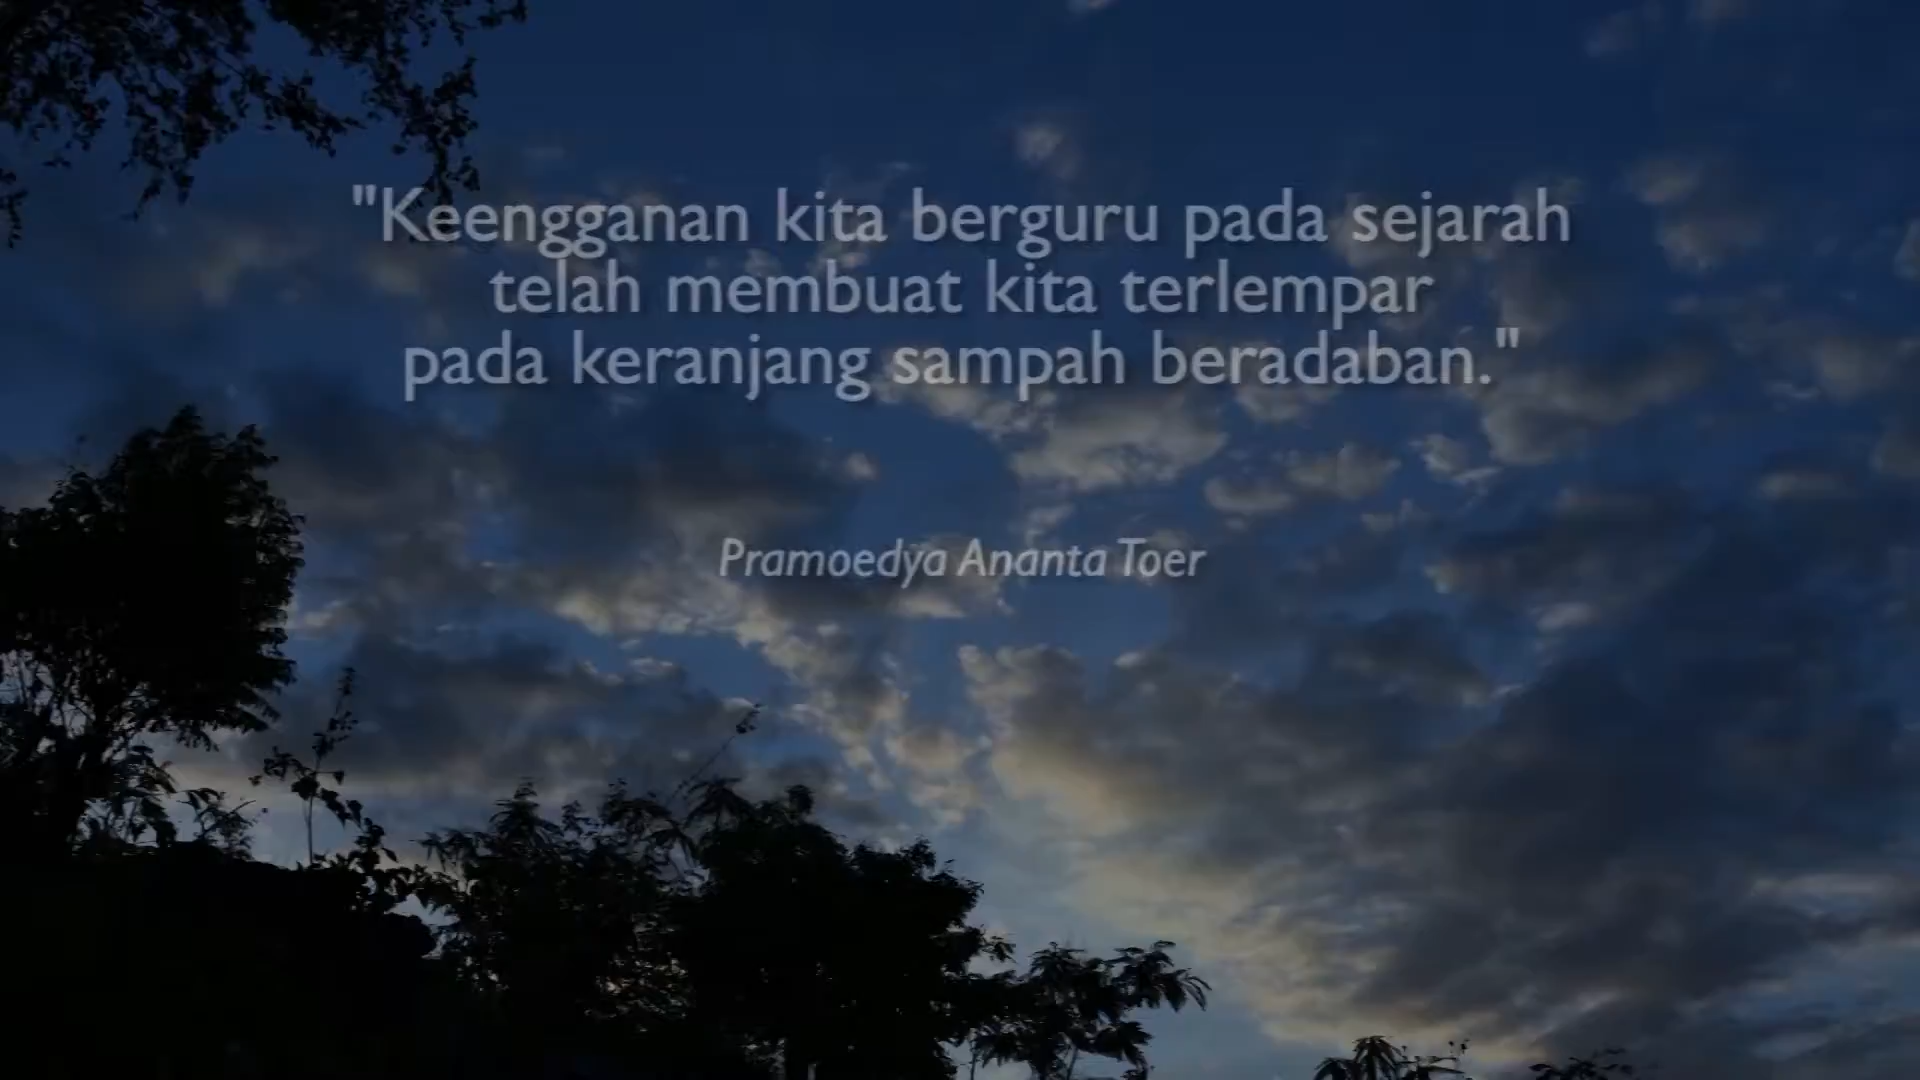 "Keengganan kita berguru pada sejarah
telah membuat kita terlempar
pada keranjang sampah beradaban."
Pramoedya Ananta Toer